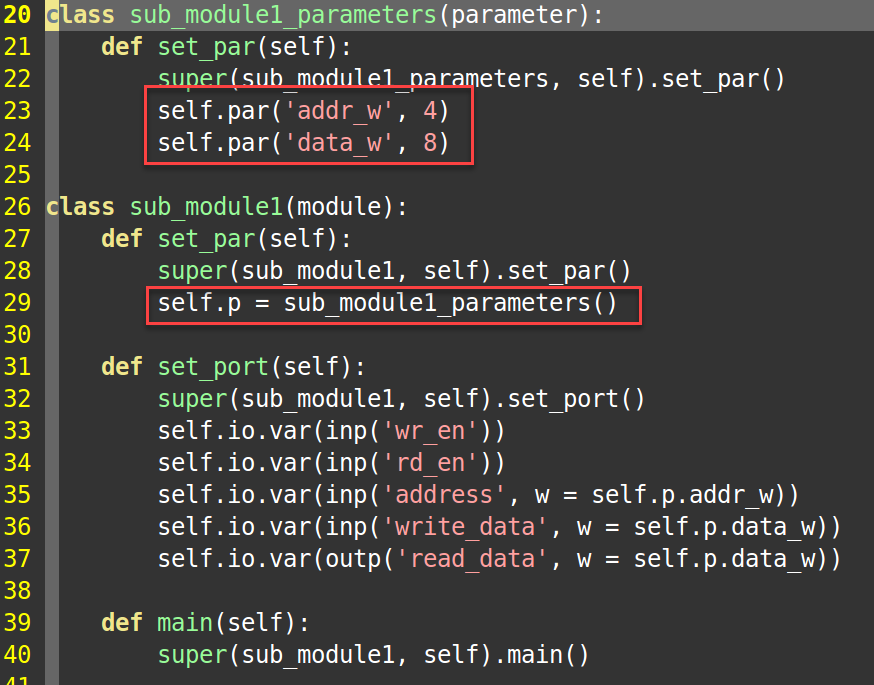 20 class sub_module1_parameters(parameter):
21     def set_par(self):
22         super(sub_module1_parameters, self).set_par()
23         self.par('addr_w', 4)
24         self.par('data_w', 8)
25
26 class sub_module1(module):
27     def set_par(self):
28         super(sub_module1, self).set_par()
29         self.p = sub_module1_parameters()
30
31     def set_port(self):
32         super(sub_module1, self).set_port()
33         self.io.var(inp('wr_en'))
34         self.io.var(inp('rd_en'))
35         self.io.var(inp('address', w = self.p.addr_w))
36         self.io.var(inp('write_data', w = self.p.data_w))
37         self.io.var(outp('read_data', w = self.p.data_w))
38
39     def main(self):
40         super(sub_module1, self).main()
41